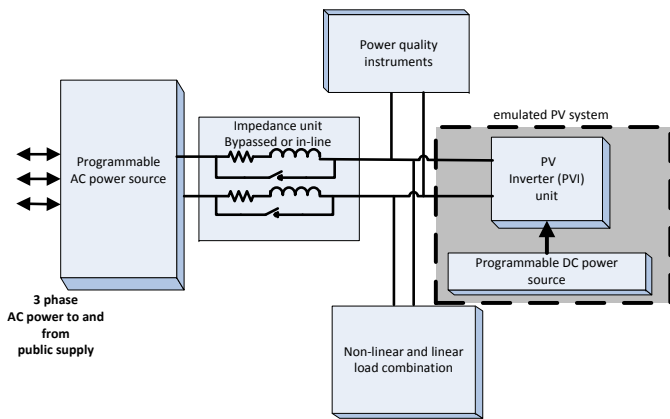 Power quality
instruments
emulated PV system
Impedance unit
Bypassed or in-line
Programmable
AC power source
PV
Inverter (PVI)
unit
Programmable DC power
source
3 phase
AC power to and
from
public supply
Non-linear and linear
load combination